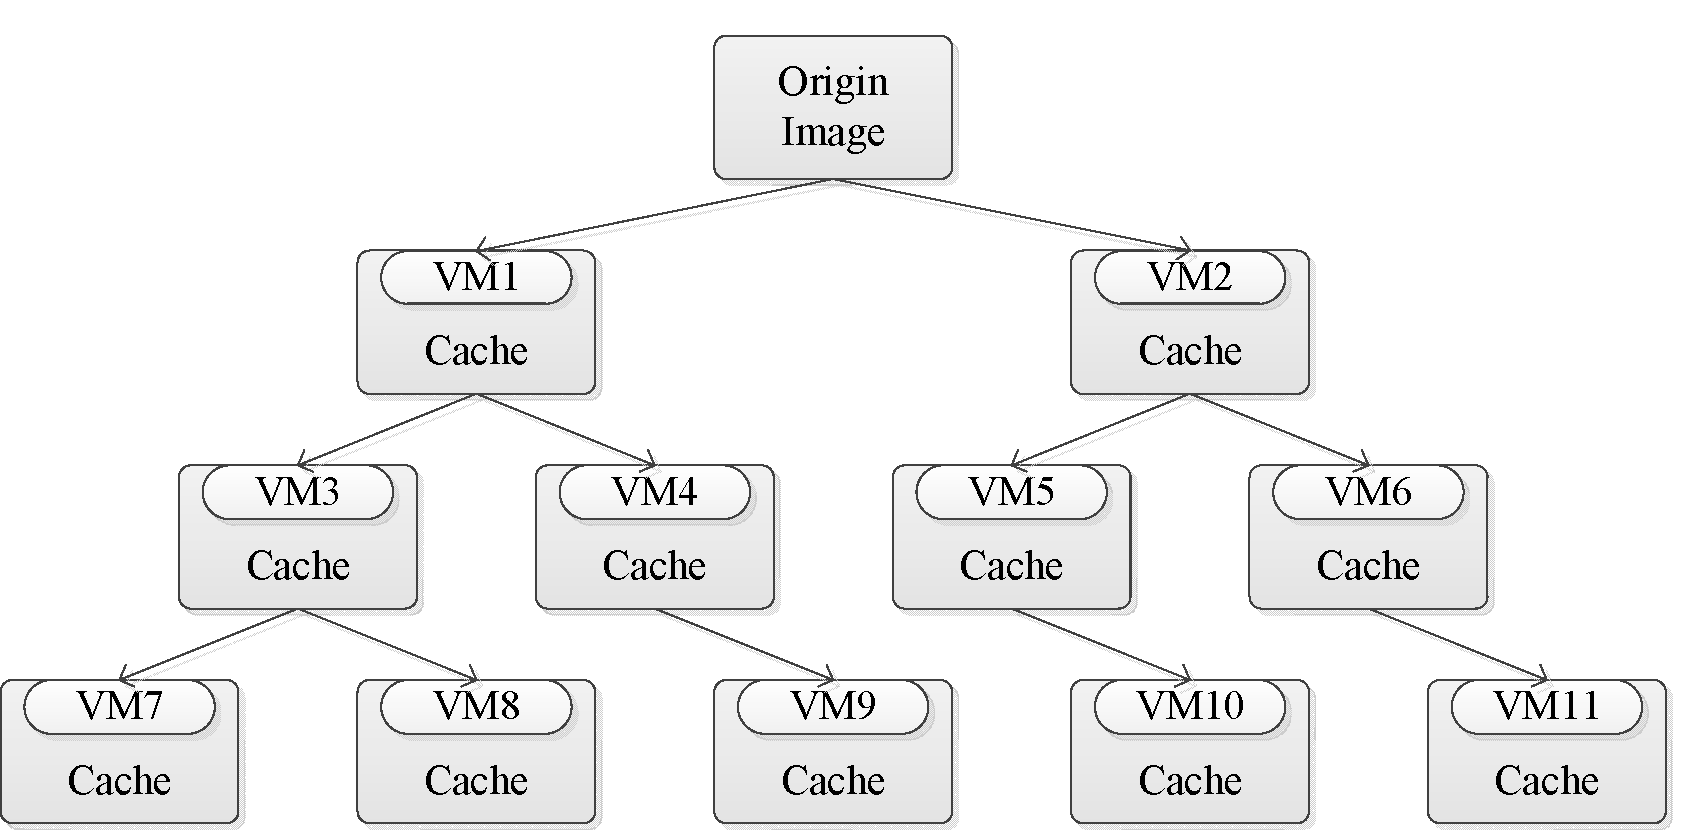 Origin
Image
VM1
VM2
Cache
Cache
VM3
VM4
VM5
VM6
Cache
Cache
Cache
Cache
VM7
VM8
VM9
VM10
VM11
Cache
Cache
Cache
Cache
Cache